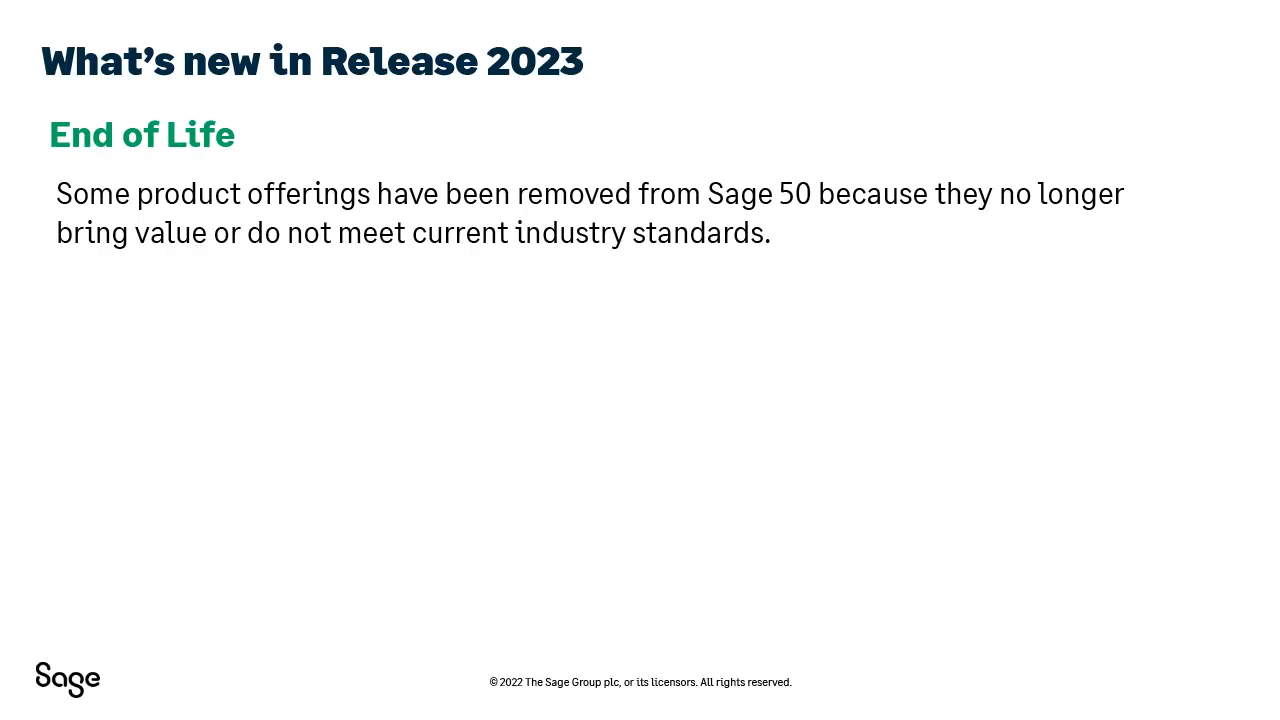 What’s new in Release 2023
End of Life
Some product offerings have been removed from Sage 50 because they no longer
bring value or do not meet current industry standards.
Sage
© 2022 The Sage Group plc, or its licensors. All rights reserved.